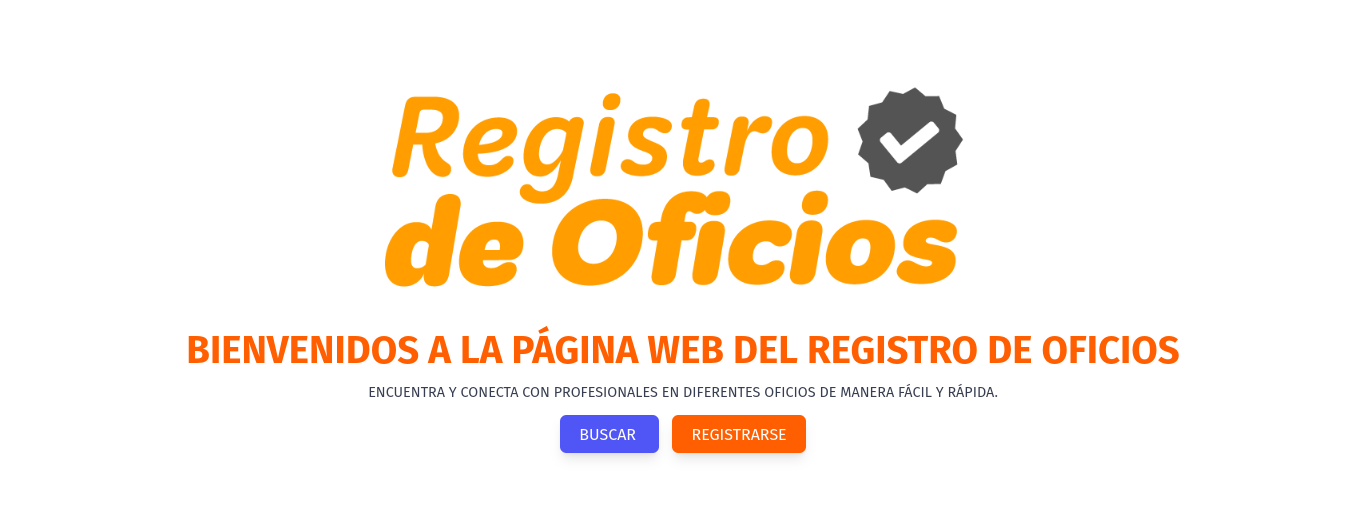 Registro
de Oficios
BIENVENIDOS A LA PÁGINA WEB DEL REGISTRO DE OFICIOS
ENCUENTRA Y CONECTA CON PROFESIONALES EN DIFERENTES OFICIOS DE MANERA FÁCIL Y RÁPIDA.
BUSCAR REGISTRARSE